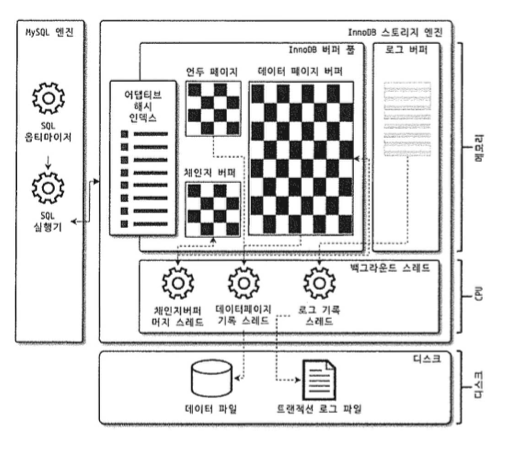 MySQL 엔진
InnoDB 스토리지 엔진
InnoDB 버퍼 풀
로그 버퍼
언두 페이지
데이터 페이지 버퍼
어댑티브
해시
인덱스
SQL
옵티마이저
체인지 버퍼
SQL
실행기
메모리
백그라운드 스레드
체인지버퍼
머지 스레드
데이터페이지
기록 스레드
로그 기록
스레드
CPU
디스크
데이터 파일
트랜잭션 로그 파일
디스크